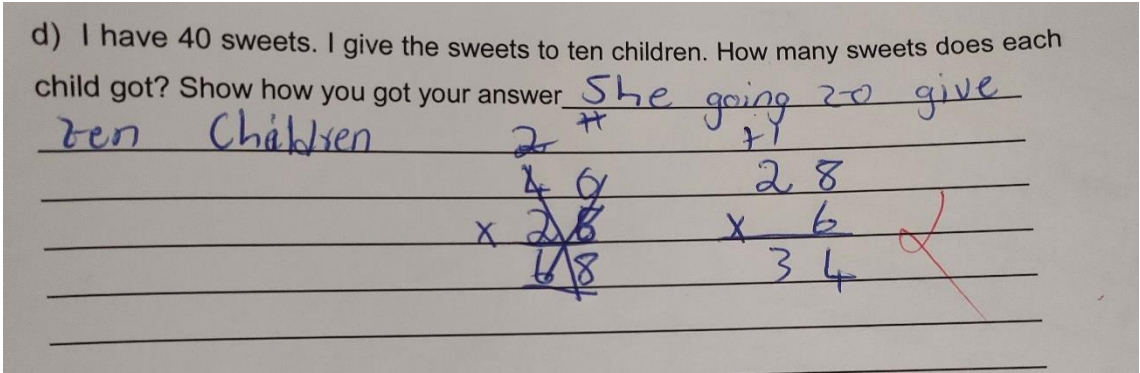 d) I have 40 sweets. I give the sweets to ten children. How many sweets does each
child got? Show how you got your answer She going 20 give
ten Children
+1
28
x 6
34